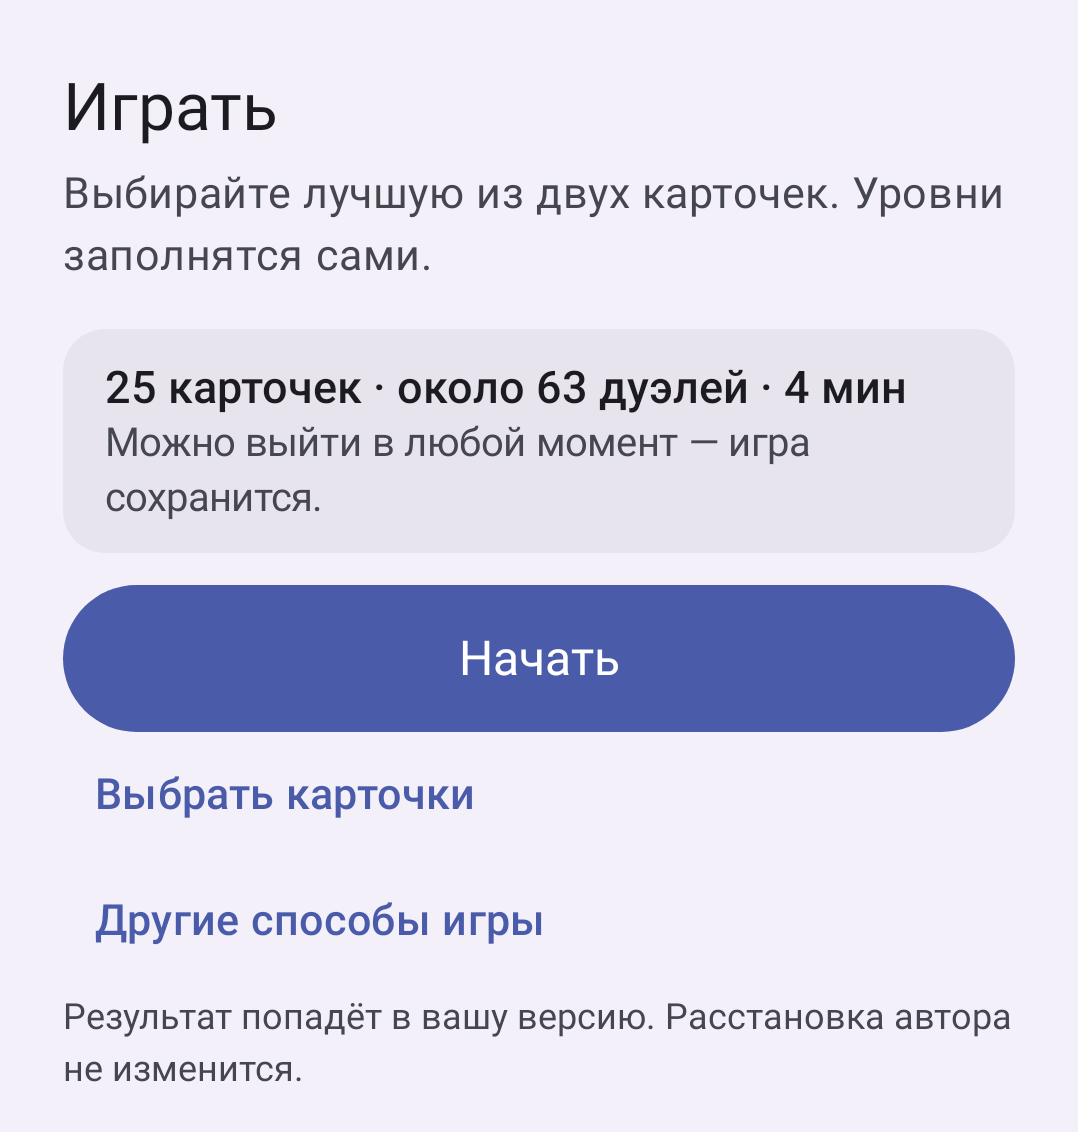 Играть
Выбирайте лучшую из двух карточек. Уровни
заполнятся сами.
25 карточек · около 63 дуэлей · 4 мин
Можно выйти в любой момент — игра
сохранится.
Начать
Выбрать карточки
Другие способы игры
Результат попадёт в вашу версию. Расстановка автора
не изменится.